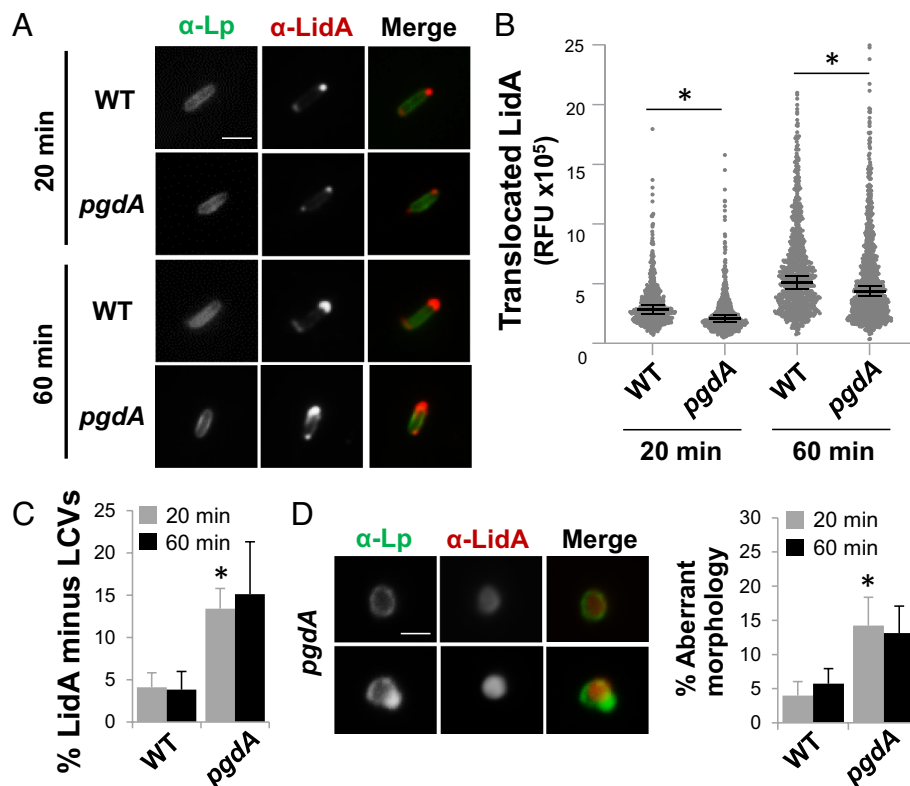 A
α-Lp α-LidA Merge
20 min
WT
pgdA
60 min
WT
pgdA
B
Translocated LidA
(RFU x10⁵)
25
20
15
10
5
0
*
*
WT pgdA WT pgdA
20 min 60 min
C
% LidA minus LCVs
25
20
15
10
5
0
20 min
60 min
*
WT pgdA
D
α-Lp α-LidA Merge
pgdA
% Aberrant
morphology
30
25
20
15
10
5
0
20 min
60 min
*
WT pgdA